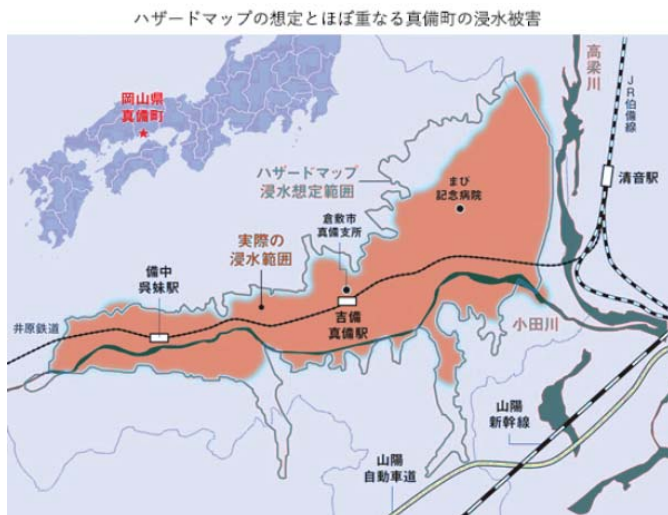 ハザードマップの想定とほぼ重なる真備町の浸水被害
岡山県
真備町
高梁川
JR伯備線
ハザードマップ
浸水想定範囲
まび
記念病院
清音駅
倉敷市
真備支所
実際の
浸水範囲
備中
呉妹駅
井原鉄道
吉備
真備駅
小田川
山陽
新幹線
山陽
自動車道